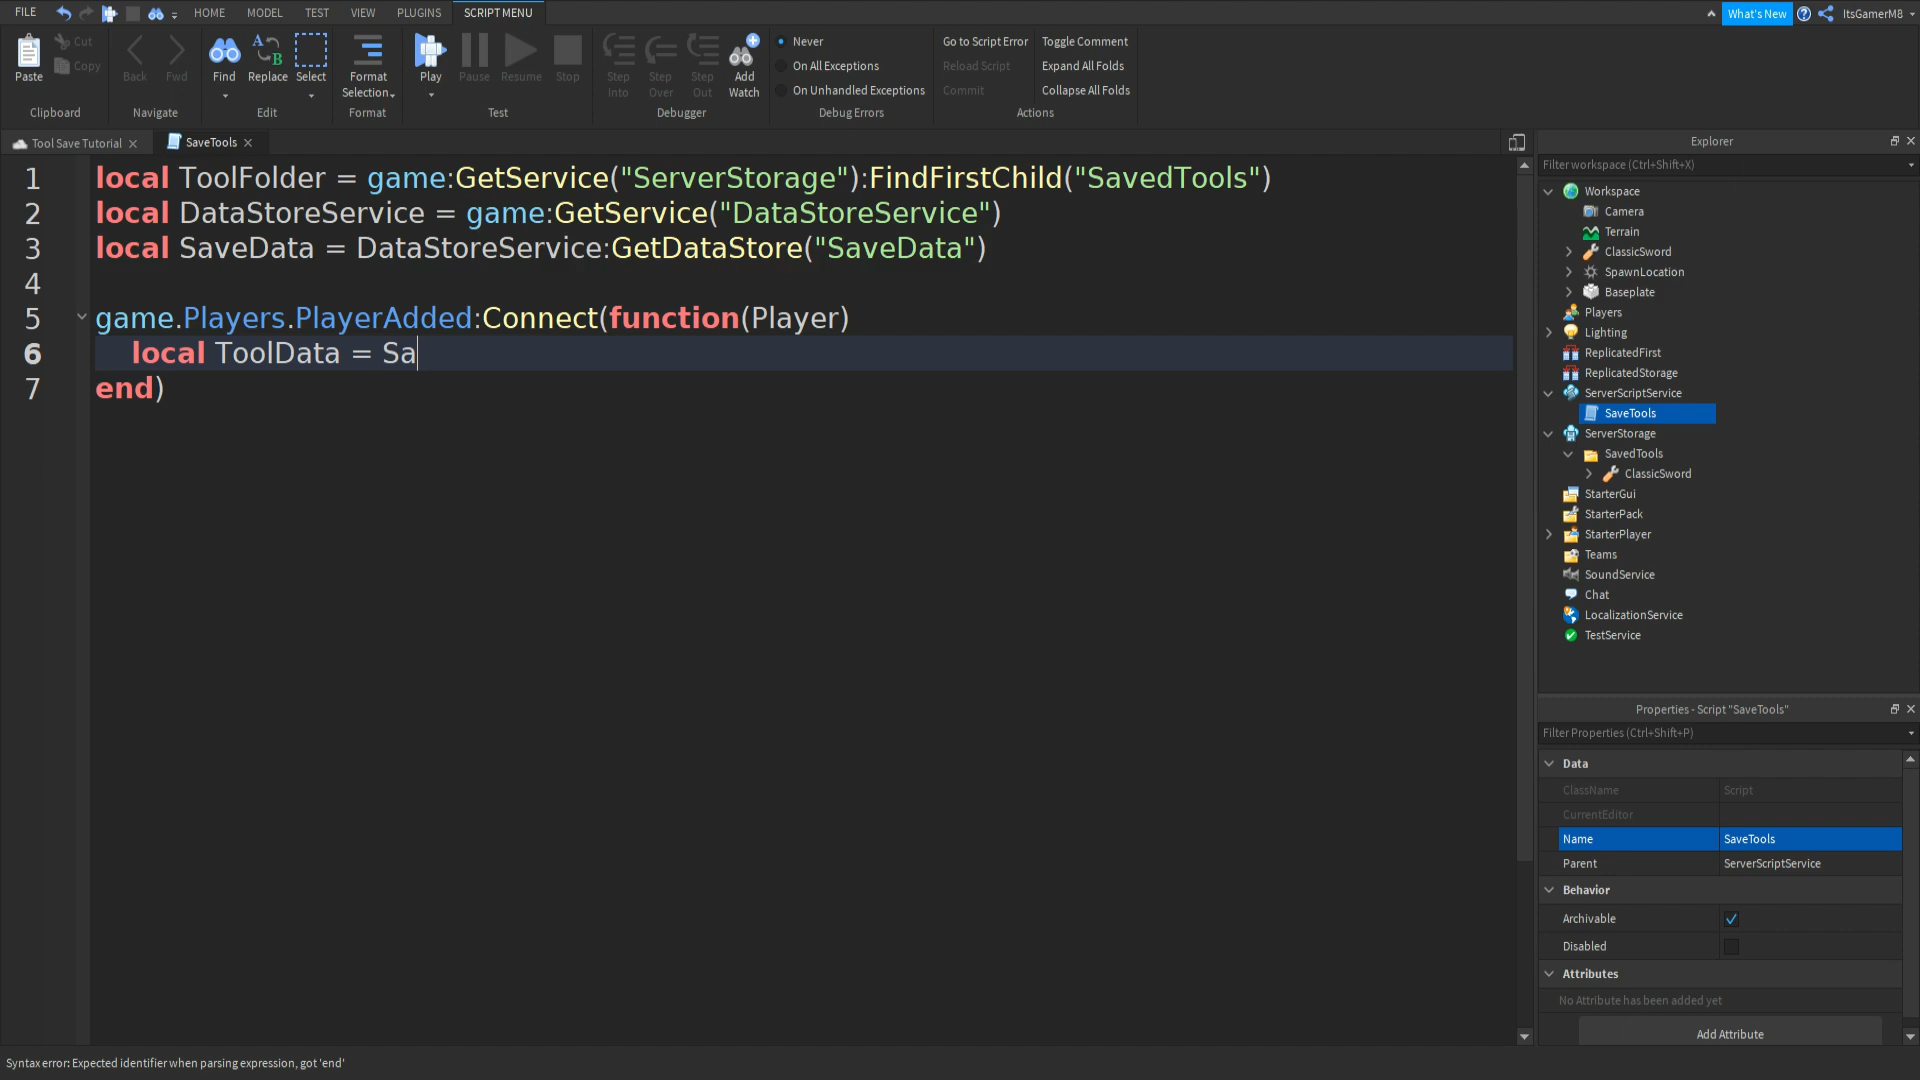 FILE HOME MODEL TEST VIEW PLUGINS SCRIPT MENU What's New ItsGamerM8
Paste Cut Copy Clipboard
Back Fwd Navigate
Find Replace Select Edit
Format Selection Format
Play Pause Resume Stop Test
Step Into Step Over Step Out Add Watch Debugger
Never
On All Exceptions
On Unhandled Exceptions
Debug Errors
Go to Script Error Toggle Comment
Reload Script Expand All Folds
Commit Collapse All Folds
Actions
Tool Save Tutorial SaveTools
1 local ToolFolder = game:GetService("ServerStorage"):FindFirstChild("SavedTools")
2 local DataStoreService = game:GetService("DataStoreService")
3 local SaveData = DataStoreService:GetDataStore("SaveData")
4
5 game.Players.PlayerAdded:Connect(function(Player)
6 local ToolData = Sa
7 end)
Explorer
Filter workspace (Ctrl+Shift+X)
Workspace
Camera
Terrain
ClassicSword
SpawnLocation
Baseplate
Players
Lighting
ReplicatedFirst
ReplicatedStorage
ServerScriptService
SaveTools
ServerStorage
SavedTools
ClassicSword
StarterGui
StarterPack
StarterPlayer
Teams
SoundService
Chat
LocalizationService
TestService
Properties - Script "SaveTools"
Filter Properties (Ctrl+Shift+P)
Data
ClassName Script
CurrentEditor
Name SaveTools
Parent ServerScriptService
Behavior
Archivable
Disabled
Attributes
No Attribute has been added yet
Add Attribute
Syntax error: Expected identifier when parsing expression, got 'end'